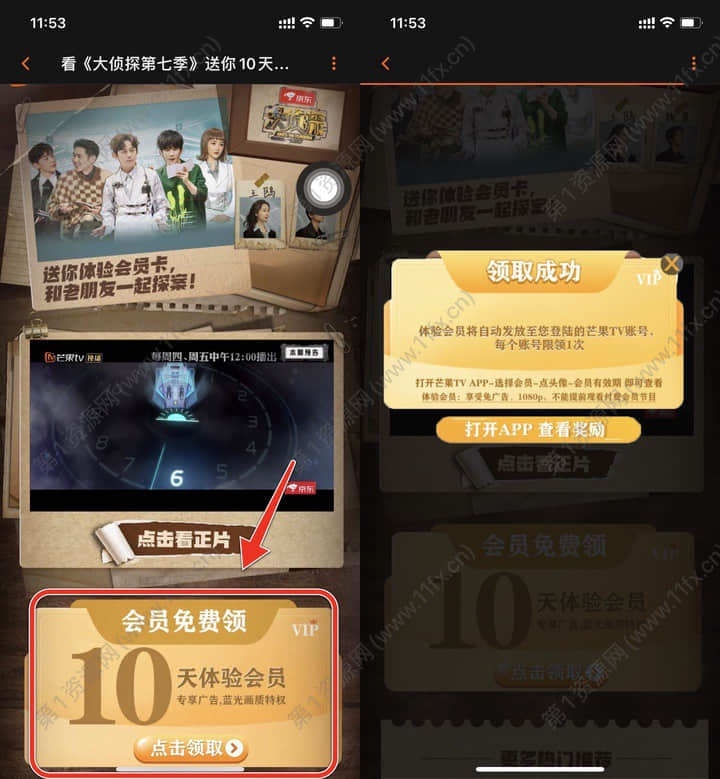 11:53
看《大侦探第七季》送你10天...
京东
大侦探
王鸥
送你体验会员卡,
和老朋友一起探案!
芒果tv
每周四、周五中午12:00播出
本期预告
6
京东
点击看正片
会员免费领
VIP
10天体验会员
专享广告,蓝光画质特权
点击领取
11:53
送你体验会员卡,
和老朋友一起探案!
领取成功
VIP
体验会员将自动发放至您登陆的芒果TV账号、
每个账号限领1次
打开芒果TV APP-选择会员-点头像-会员有效期 即可查看
体验会员:享受免广告、1080p、不能提前观看付费会员节目
打开APP 查看奖励
点击看正片
会员免费领
VIP
10天体验会员
专享广告,蓝光画质特权
点击领取
更多热门推荐
第1资源网 (www.11fx.cn)